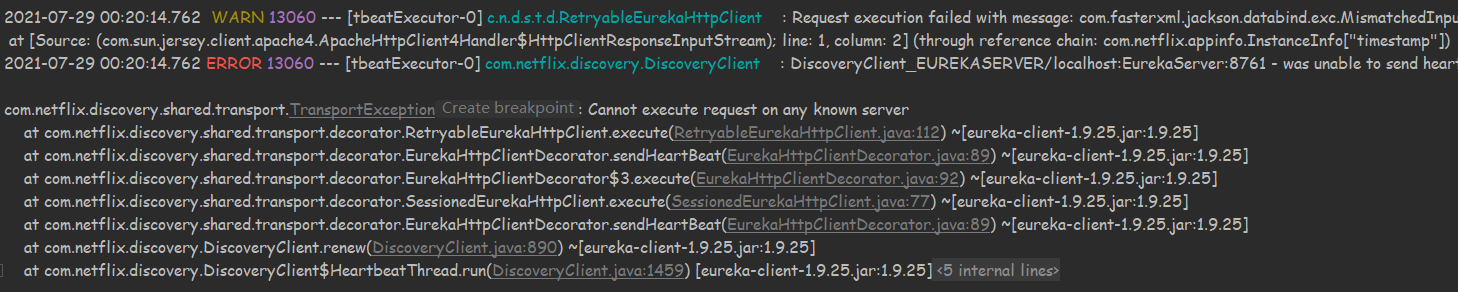 2021-07-29 00:20:14.762  WARN 13060 --- [tbeatExecutor-0] c.n.d.s.t.d.RetryableEurekaHttpClient    : Request execution failed with message: com.fasterxml.jackson.databind.exc.MismatchedInpu
at [Source: (com.sun.jersey.client.apache4.ApacheHttpClient4Handler$HttpClientResponseInputStream); line: 1, column: 2] (through reference chain: com.netflix.appinfo.InstanceInfo["timestamp"])
2021-07-29 00:20:14.762 ERROR 13060 --- [tbeatExecutor-0] com.netflix.discovery.DiscoveryClient    : DiscoveryClient_EUREKASERVER/localhost:EurekaServer:8761 - was unable to send hear
com.netflix.discovery.shared.transport.TransportException Create breakpoint : Cannot execute request on any known server
at com.netflix.discovery.shared.transport.decorator.RetryableEurekaHttpClient.execute(RetryableEurekaHttpClient.java:112) ~[eureka-client-1.9.25.jar:1.9.25]
at com.netflix.discovery.shared.transport.decorator.EurekaHttpClientDecorator.sendHeartBeat(EurekaHttpClientDecorator.java:89) ~[eureka-client-1.9.25.jar:1.9.25]
at com.netflix.discovery.shared.transport.decorator.EurekaHttpClientDecorator$3.execute(EurekaHttpClientDecorator.java:92) ~[eureka-client-1.9.25.jar:1.9.25]
at com.netflix.discovery.shared.transport.decorator.SessionedEurekaHttpClient.execute(SessionedEurekaHttpClient.java:77) ~[eureka-client-1.9.25.jar:1.9.25]
at com.netflix.discovery.shared.transport.decorator.EurekaHttpClientDecorator.sendHeartBeat(EurekaHttpClientDecorator.java:89) ~[eureka-client-1.9.25.jar:1.9.25]
at com.netflix.discovery.DiscoveryClient.renew(DiscoveryClient.java:890) ~[eureka-client-1.9.25.jar:1.9.25]
at com.netflix.discovery.DiscoveryClient$HeartbeatThread.run(DiscoveryClient.java:1459) [eureka-client-1.9.25.jar:1.9.25] <5 internal lines>